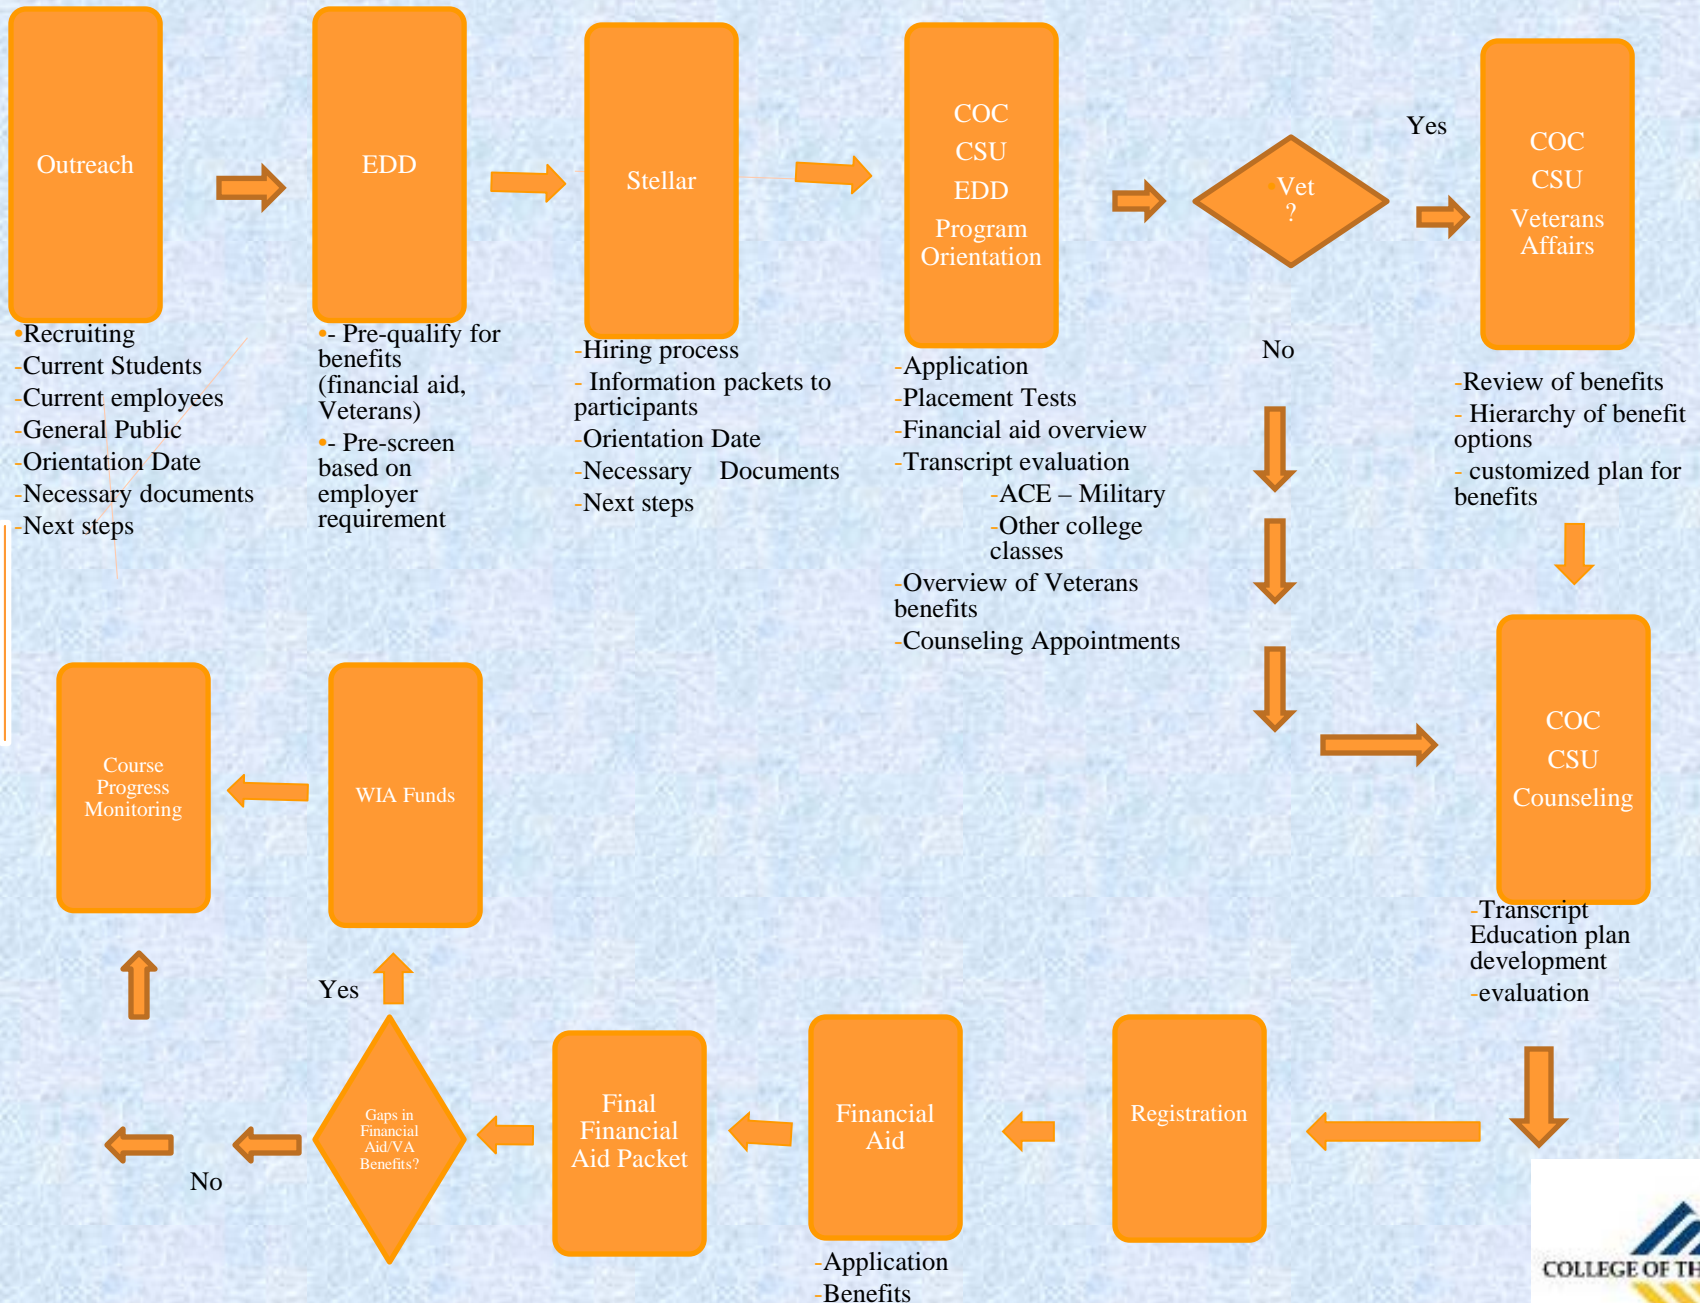 Outreach
•Recruiting
-Current Students
-Current employees
-General Public
-Orientation Date
-Necessary documents
-Next steps
EDD
•- Pre-qualify for
benefits
(financial aid,
Veterans)
•- Pre-screen
based on
employer
requirement
Stellar
-Hiring process
- Information packets to
participants
-Orientation Date
-Necessary Documents
-Next steps
COC
CSU
EDD
Program
Orientation
-Application
-Placement Tests
-Financial aid overview
-Transcript evaluation
-ACE – Military
-Other college
classes
-Overview of Veterans
benefits
-Counseling Appointments
•Vet
?
Yes
No
COC
CSU
Veterans
Affairs
-Review of benefits
- Hierarchy of benefit
options
- customized plan for
benefits
COC
CSU
Counseling
-Transcript
Education plan
development
-evaluation
Registration
Financial
Aid
-Application
-Benefits
Final
Financial
Aid Packet
Gaps in
Financial
Aid/VA
Benefits?
Yes
No
WIA Funds
Course
Progress
Monitoring
COLLEGE OF TH